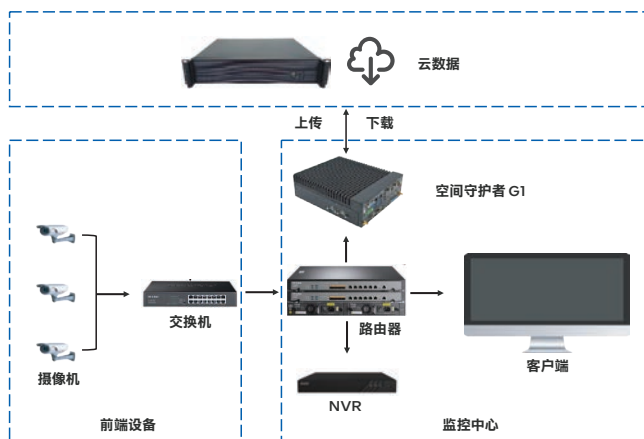 云数据
上传
下载
空间守护者 G1
交换机
路由器
摄像机
客户端
NVR
前端设备
监控中心